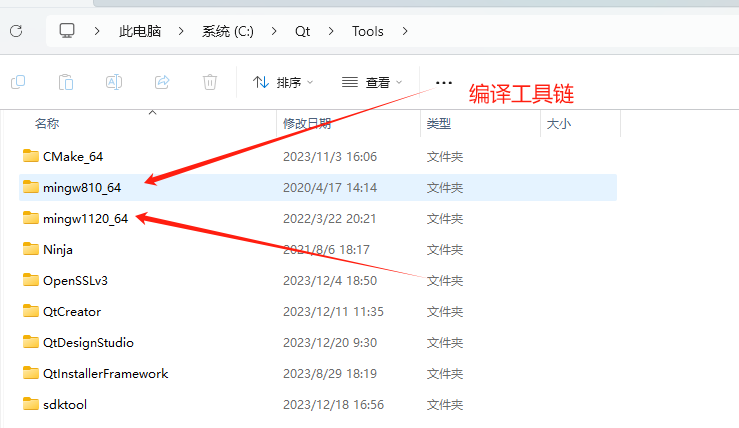 此电脑 > 系统 (C:) > Qt > Tools >
排序 查看 ...
编译工具链
名称 修改日期 类型 大小
CMake_64 2023/11/3 16:06 文件夹
mingw810_64 2020/4/17 14:14 文件夹
mingw1120_64 2022/3/22 20:21 文件夹
Ninja 2021/8/6 18:17 文件夹
OpenSSLv3 2023/12/4 18:50 文件夹
QtCreator 2023/12/11 11:35 文件夹
QtDesignStudio 2023/12/20 9:30 文件夹
QtInstallerFramework 2023/8/29 18:19 文件夹
sdktool 2023/12/18 16:56 文件夹